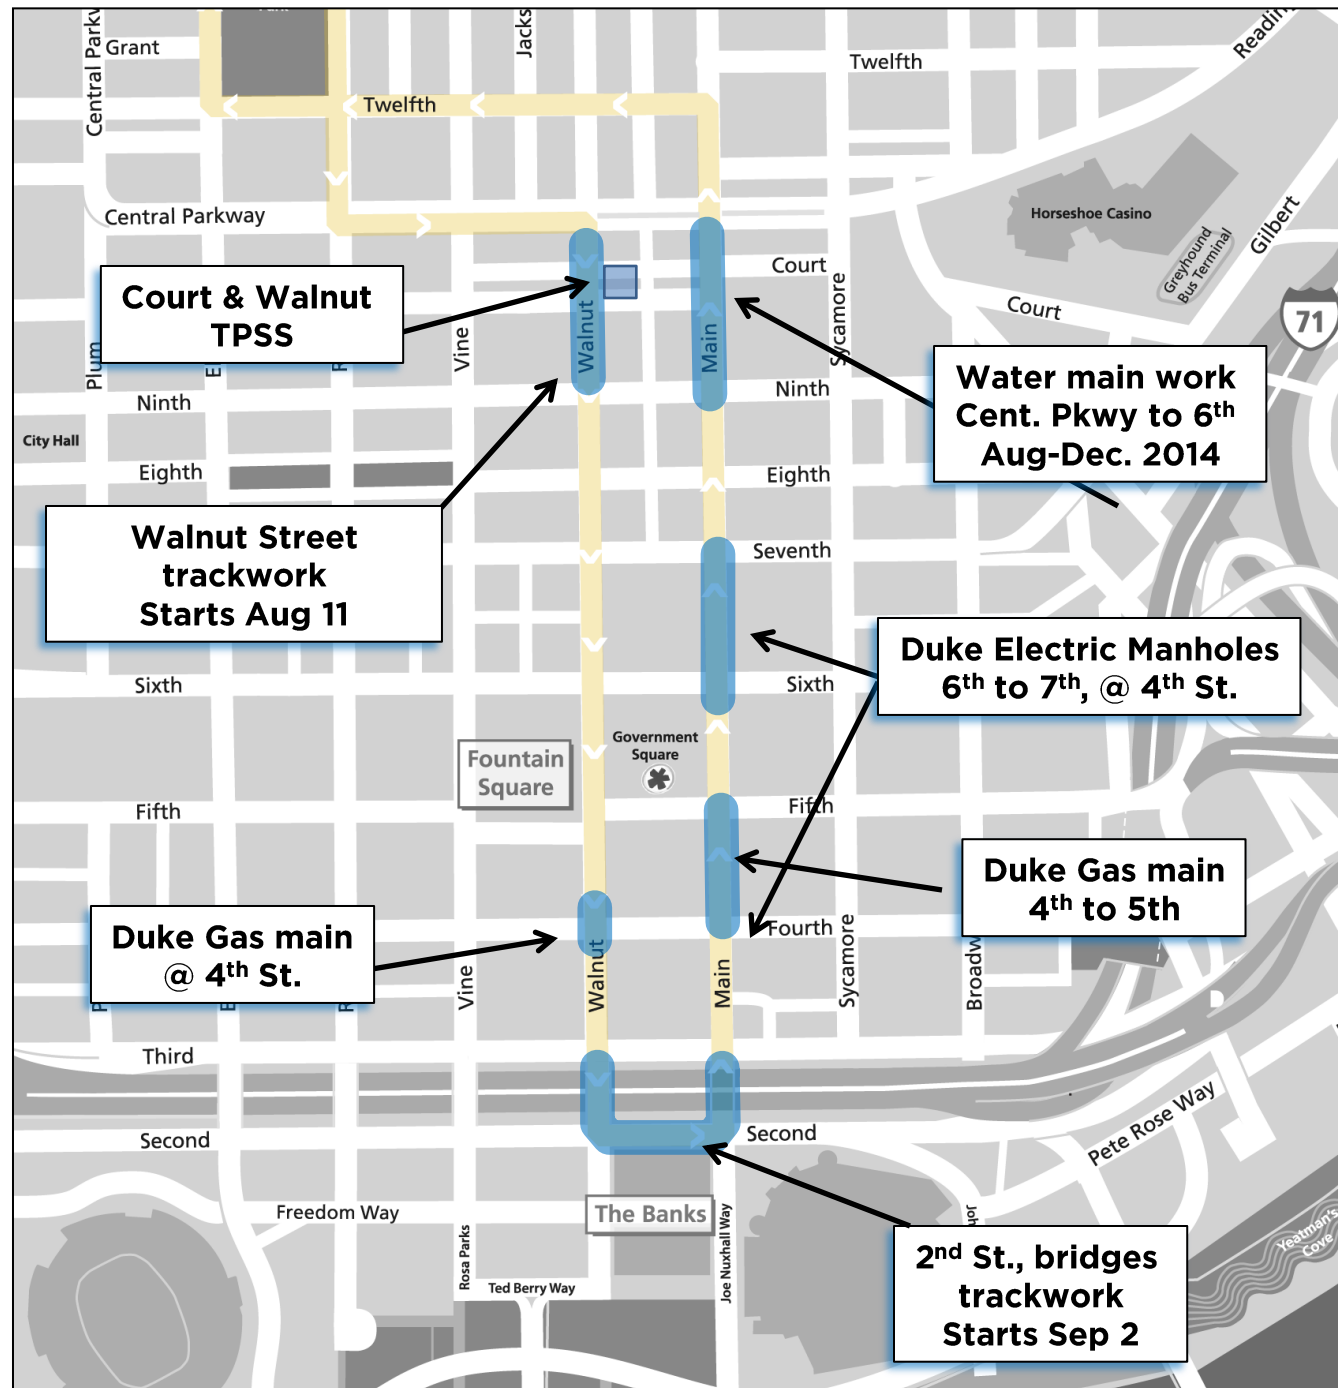 Grant
Central Parkw
Jacks
Twelfth
Twelfth
Reading
Central Parkway
Horseshoe Casino
Greyhound
Bus Terminal
Gilbert
Court
Court
71
Court & Walnut
TPSS
Plum
Vine
Walnut
Main
Sycamore
Water main work
Cent. Pkwy to 6th
Aug-Dec. 2014
Ninth
Ninth
City Hall
Eighth
Eighth
Walnut Street
trackwork
Starts Aug 11
Seventh
Duke Electric Manholes
6th to 7th, @ 4th St.
Sixth
Sixth
Government
Square
Fountain
Square
Fifth
Fifth
Duke Gas main
4th to 5th
Duke Gas main
@ 4th St.
Fourth
Vine
Walnut
Main
Sycamore
Broadw
Third
Second
Second
Pete Rose Way
Freedom Way
The Banks
Rosa Parks
Joe Nuxhall Way
Joh
Yeatman's
Cove
Ted Berry Way
2nd St., bridges
trackwork
Starts Sep 2